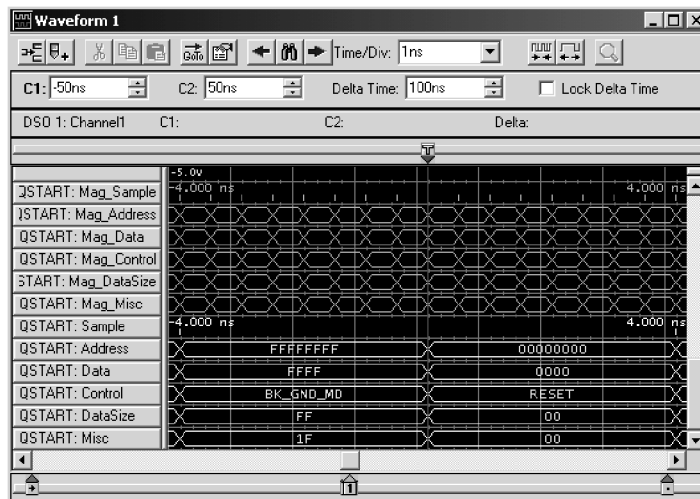 Waveform 1
Goto
Time/Div: 1ns
C1: -50ns C2: 50ns Delta Time: 100ns Lock Delta Time
DSO 1: Channel1 C1: C2: Delta:
T
-5.0V
QSTART: Mag_Sample -4.000 ns 4.000 ns
QSTART: Mag_Address
QSTART: Mag_Data
QSTART: Mag_Control
START: Mag_DataSize
QSTART: Mag_Misc
QSTART: Sample -4.000 ns 4.000 ns
QSTART: Address FFFFFFFF 00000000
QSTART: Data FFFF 0000
QSTART: Control BK_GND_MD RESET
QSTART: DataSize FF 00
QSTART: Misc 1F 00
1